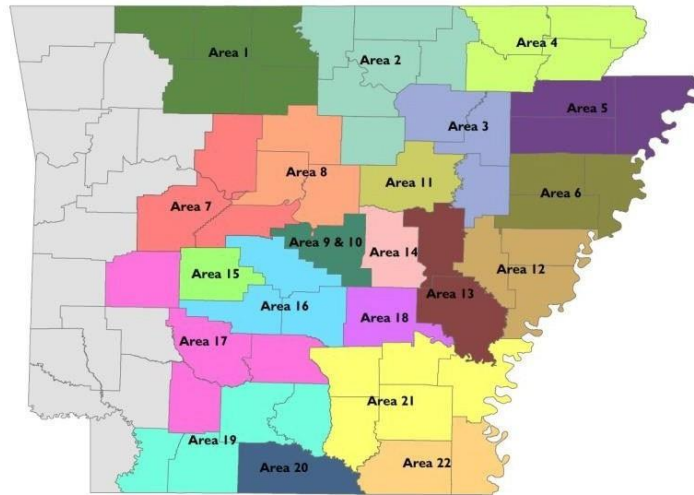 Area 1
Area 2
Area 4
Area 3
Area 5
Area 8
Area 11
Area 6
Area 7
Area 9 & 10
Area 14
Area 12
Area 15
Area 13
Area 16
Area 18
Area 17
Area 21
Area 19
Area 20
Area 22